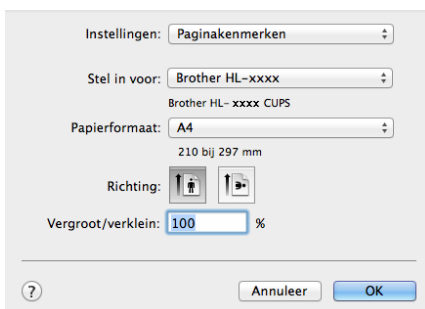 Instellingen: Paginakenmerken
Stel in voor: Brother HL-xxxx
Brother HL- xxxx CUPS
Papierformaat: A4
210 bij 297 mm
Richting:
Vergroot/verklein: 100 %
? Annuleer OK